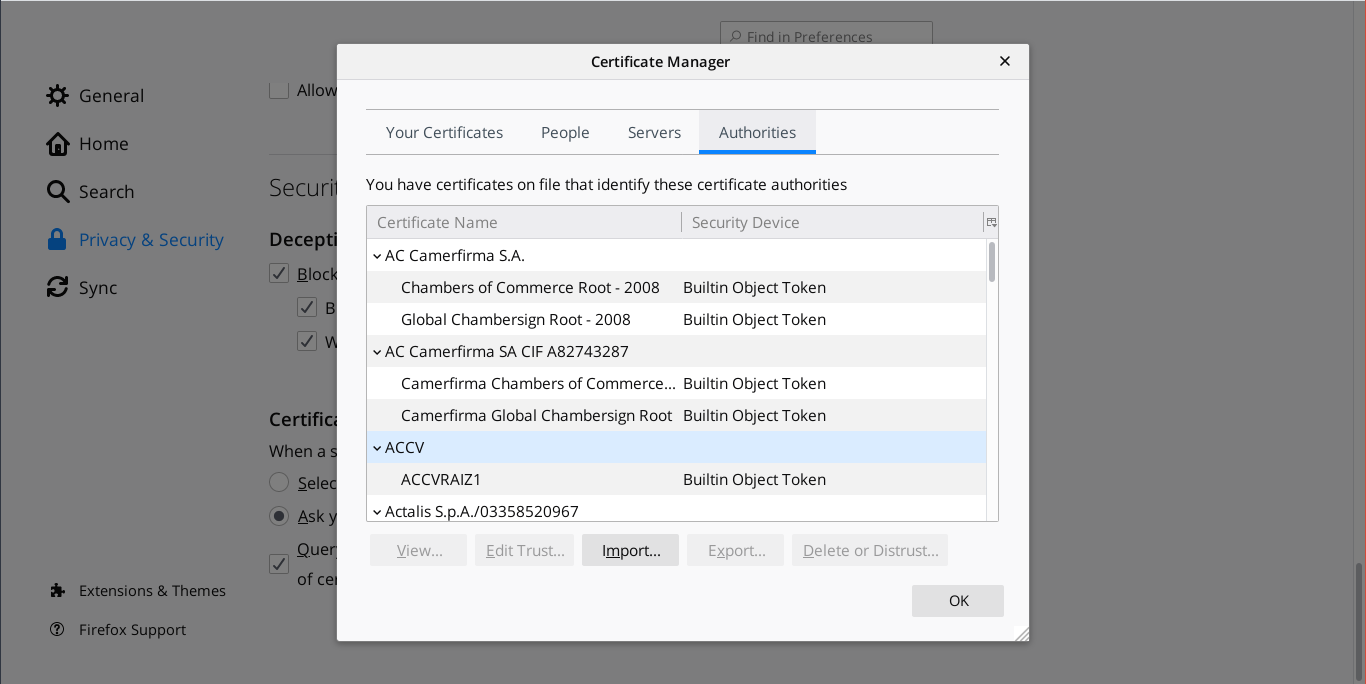 Find in Preferences
Certificate Manager
General
Allow
Home
Your Certificates People Servers Authorities
Search
Securit
You have certificates on file that identify these certificate authorities
Certificate Name Security Device
Privacy & Security
Decepti
AC Camerfirma S.A.
Block
Chambers of Commerce Root - 2008 Builtin Object Token
Sync
B
Global Chambersign Root - 2008 Builtin Object Token
W
AC Camerfirma SA CIF A82743287
Camerfirma Chambers of Commerce... Builtin Object Token
Certifica
Camerfirma Global Chambersign Root Builtin Object Token
When a s
ACCV
Selec
ACCVRAIZ1 Builtin Object Token
Ask y
Actalis S.p.A./03358520967
Query
View... Edit Trust... Import... Export... Delete or Distrust...
of cer
Extensions & Themes
OK
Firefox Support